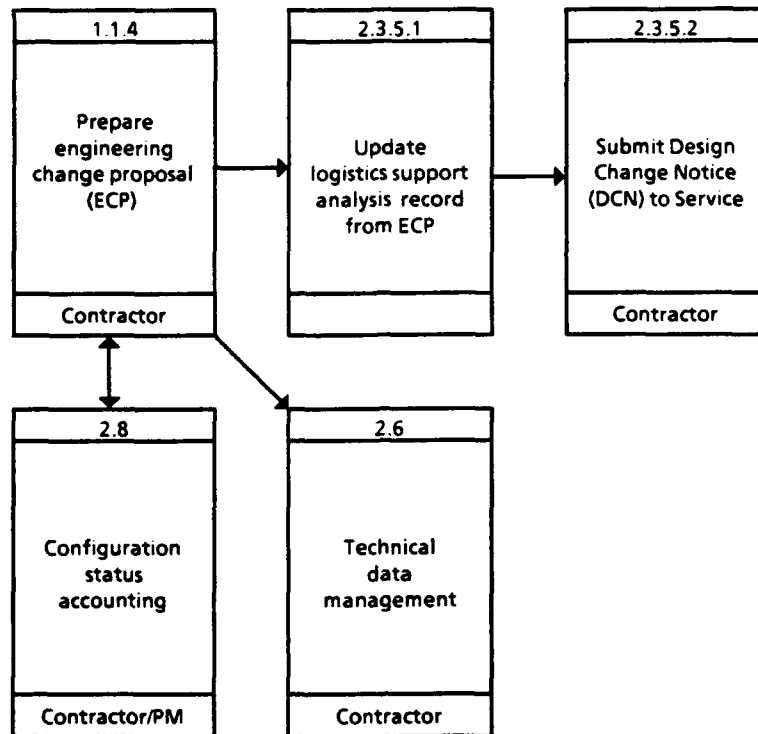 1.1.4
Prepare
engineering
change proposal
(ECP)
Contractor
2.3.5.1
Update
logistics support
analysis record
from ECP
2.3.5.2
Submit Design
Change Notice
(DCN) to Service
Contractor
2.8
Configuration
status
accounting
Contractor/PM
2.6
Technical
data
management
Contractor